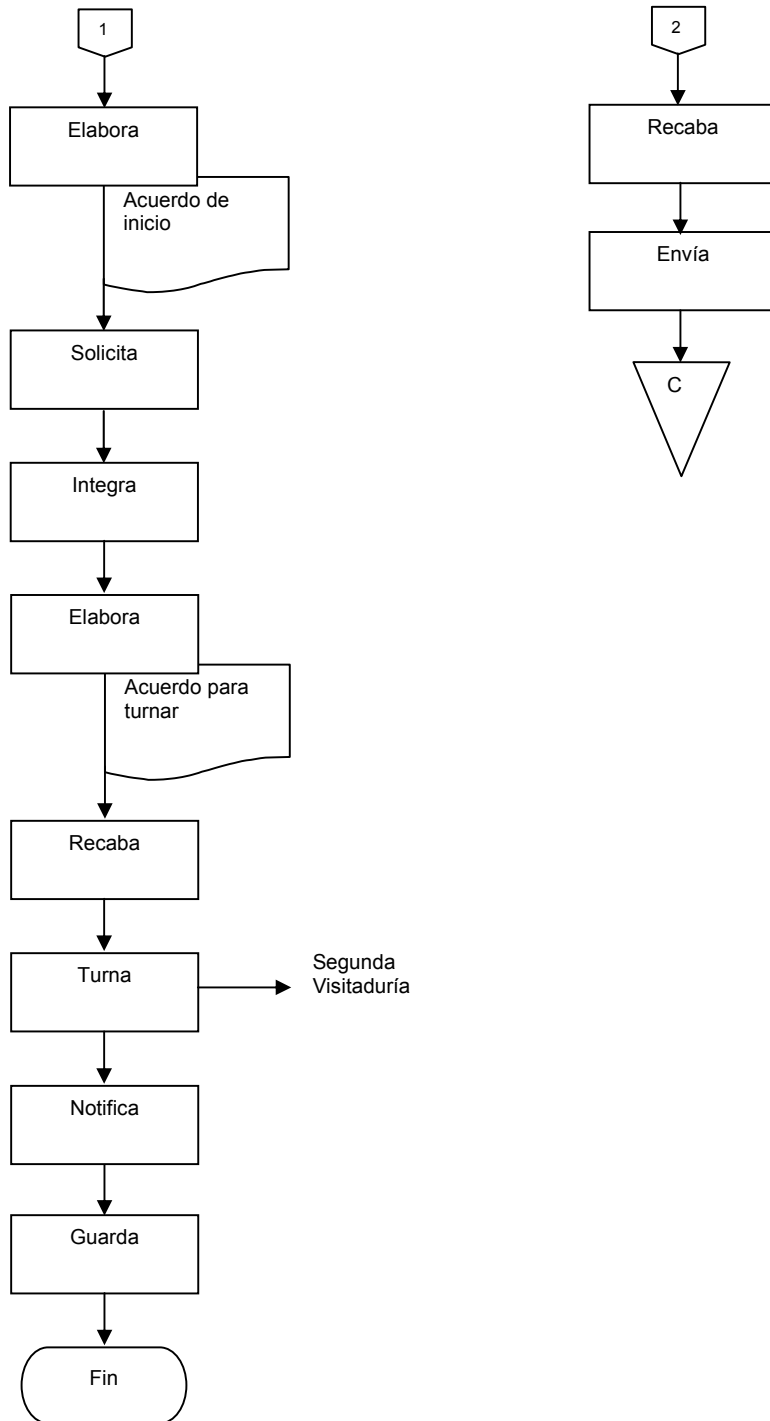 1
Elabora
Acuerdo de
inicio
Solicita
Integra
Elabora
Acuerdo para
turnar
Recaba
Turna
Segunda
Visitaduría
Notifica
Guarda
Fin
2
Recaba
Envía
C